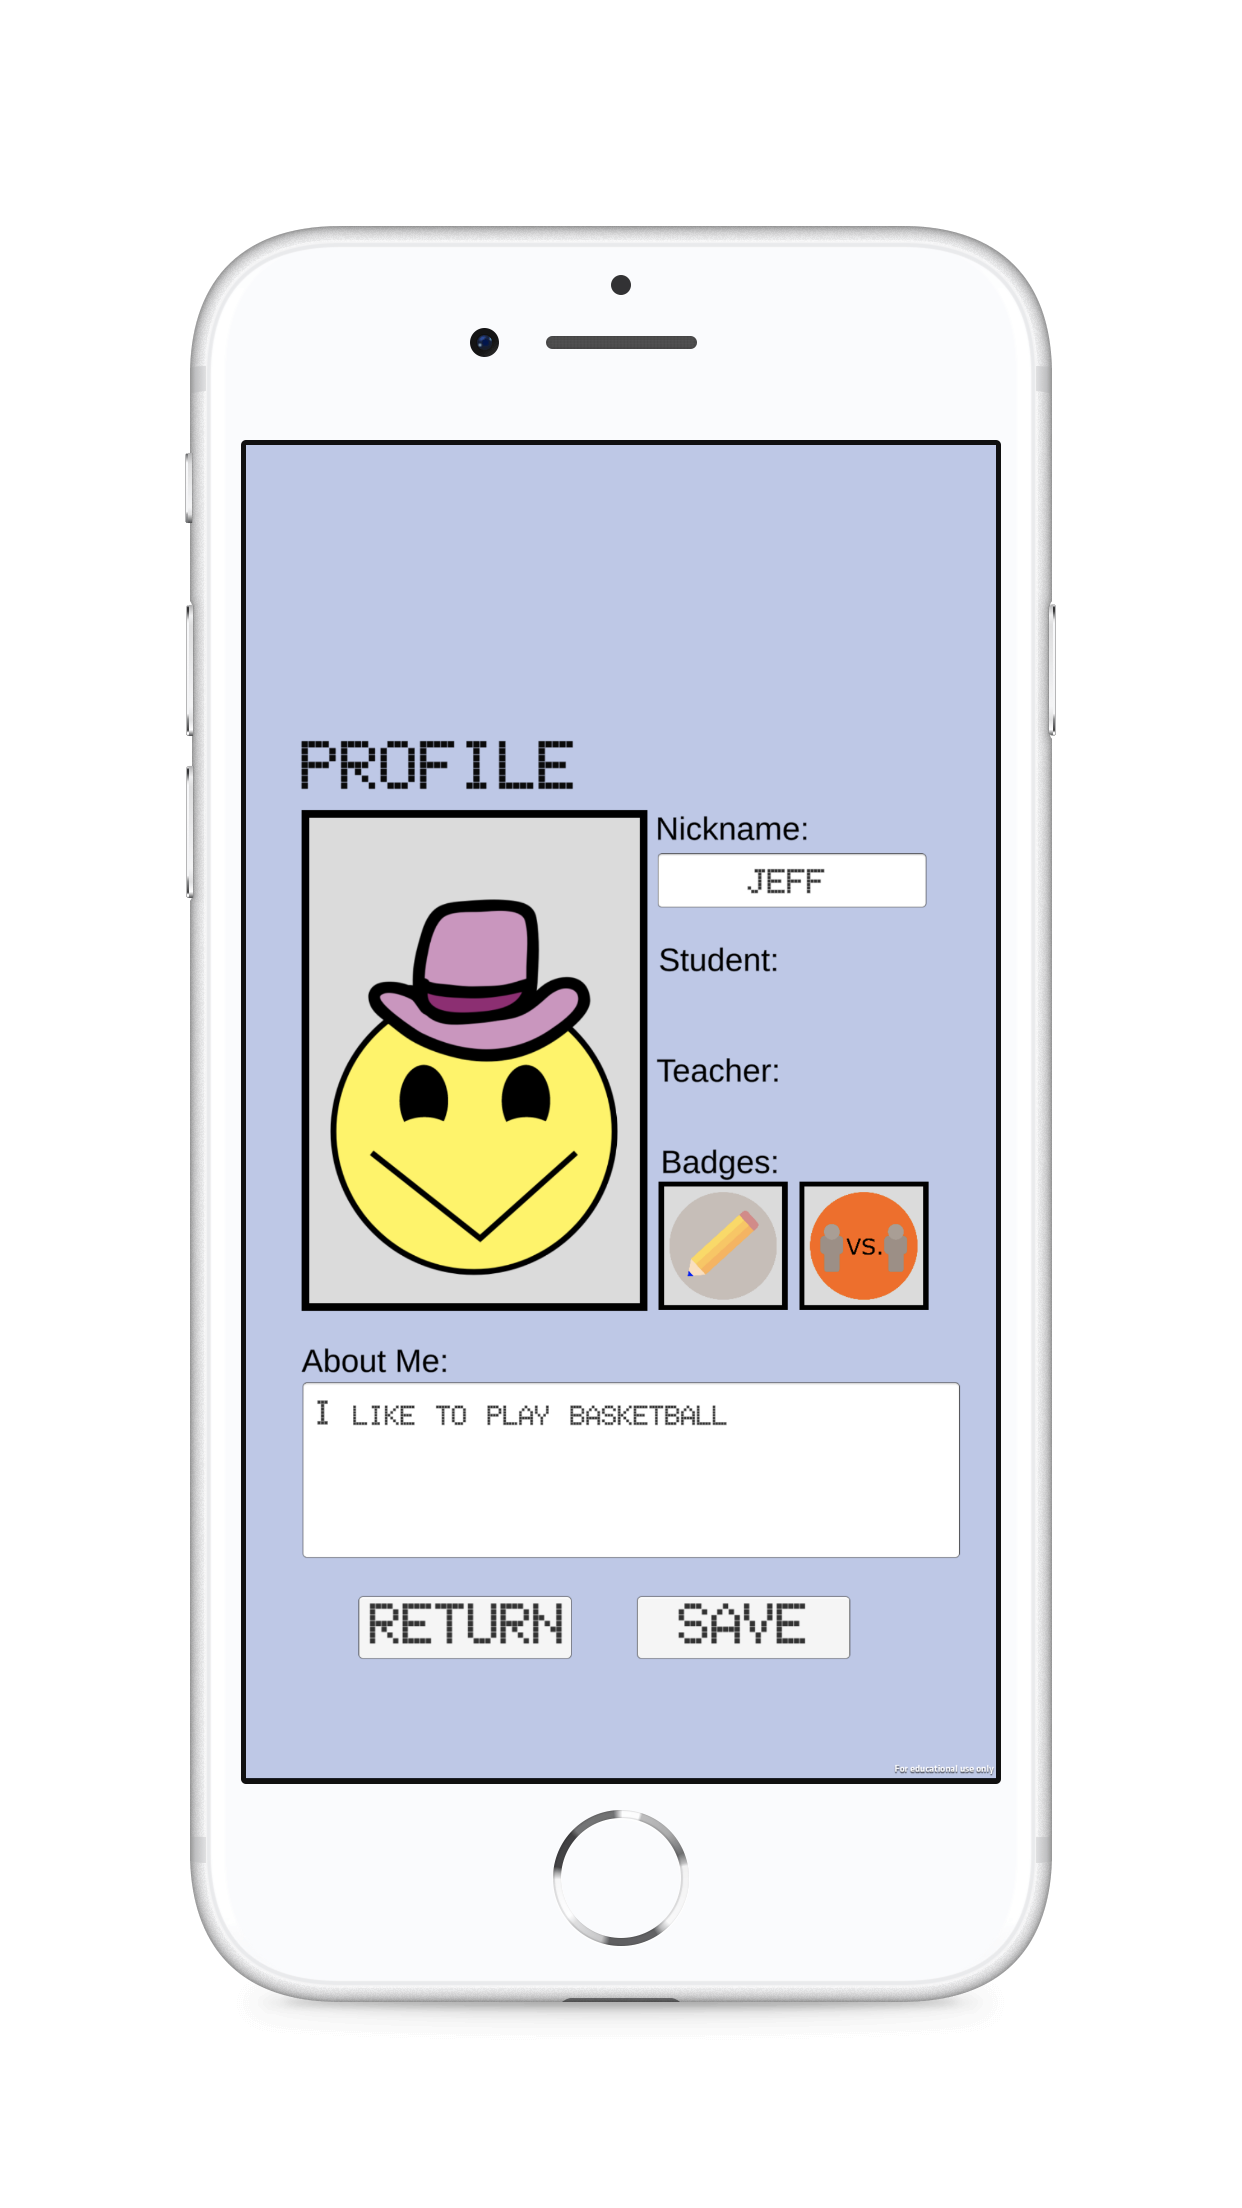 PROFILE
Nickname:
JEFF
Student:
Teacher:
Badges:
VS.
About Me:
I LIKE TO PLAY BASKETBALL
RETURN
SAVE
For educational use only